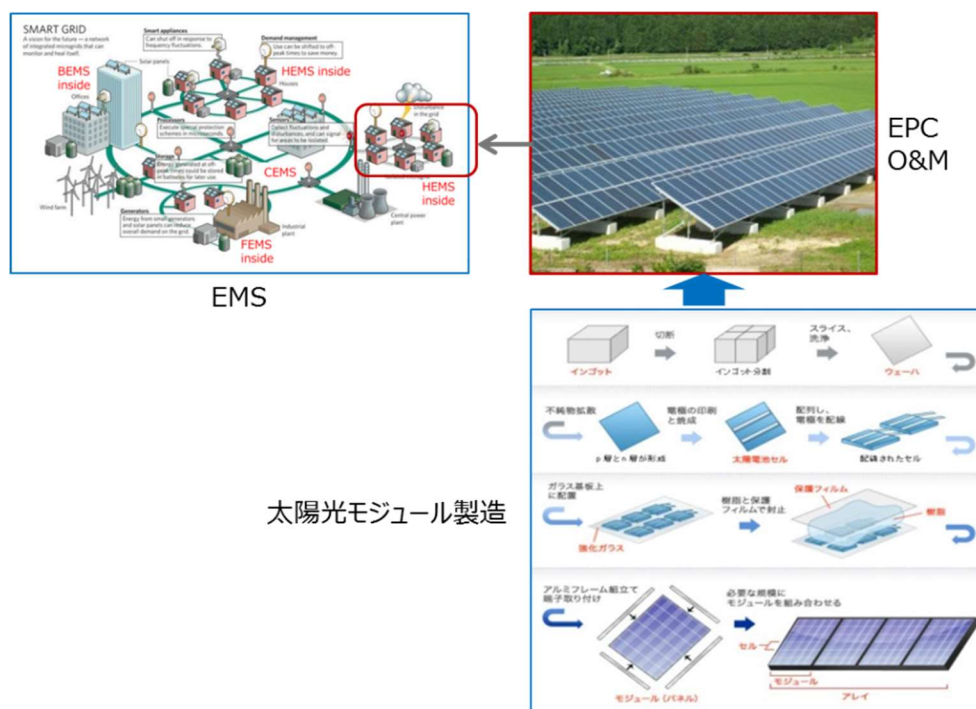 SMART GRID
A vision for the future — a network
of integrated microgrids that can
monitor and heal itself.
Smart appliances
Can shut off in response to
frequency fluctuations.
Demand management
Use can be shifted to off-
peak times to save money.
Solar panels
BEMS
inside
HEMS inside
Houses
Offices
Disturbance
in the grid
Processors
Execute special protection
schemes in microseconds.
Sensors
Detect fluctuations and
disturbances, and can signal
for areas to be isolated.
Storage
Energy generated at off-
peak times could be stored
in batteries for later use.
CEMS
HEMS
inside
Wind farm
Generators
Energy from small generators
and solar panels can reduce
overall demand on the grid.
Industrial
plant
Central power
plant
FEMS
inside
EMS
EPC
O&M
太陽光モジュール製造
インゴット
切断
インゴット分割
スライス、
洗浄
ウェーハ
不純物拡散
p層とn層が形成
電極の印刷
と焼成
太陽電池セル
配列し、
電極を配線
配線されたセル
ガラス基板上
に配置
強化ガラス
樹脂と保護
フィルムで封止
保護フィルム
樹脂
アルミフレーム組立て
端子取り付け
モジュール(パネル)
必要な規模に
モジュールを組み合わせる
セル
モジュール
アレイ